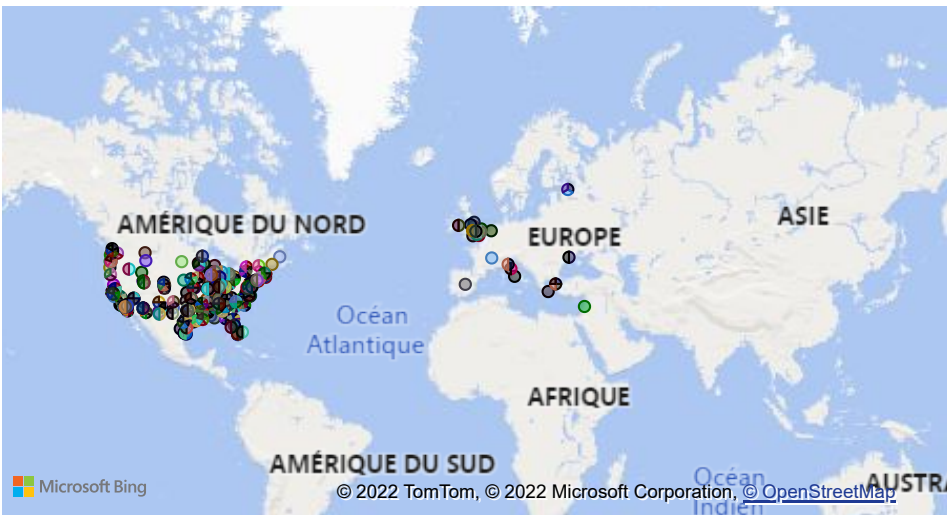 AMÉRIQUE DU NORD
ASIE
EUROPE
Océan
Atlantique
AFRIQUE
AMÉRIQUE DU SUD
Océan
Indien
AUSTRA
Microsoft Bing
© 2022 TomTom, © 2022 Microsoft Corporation, © OpenStreetMap